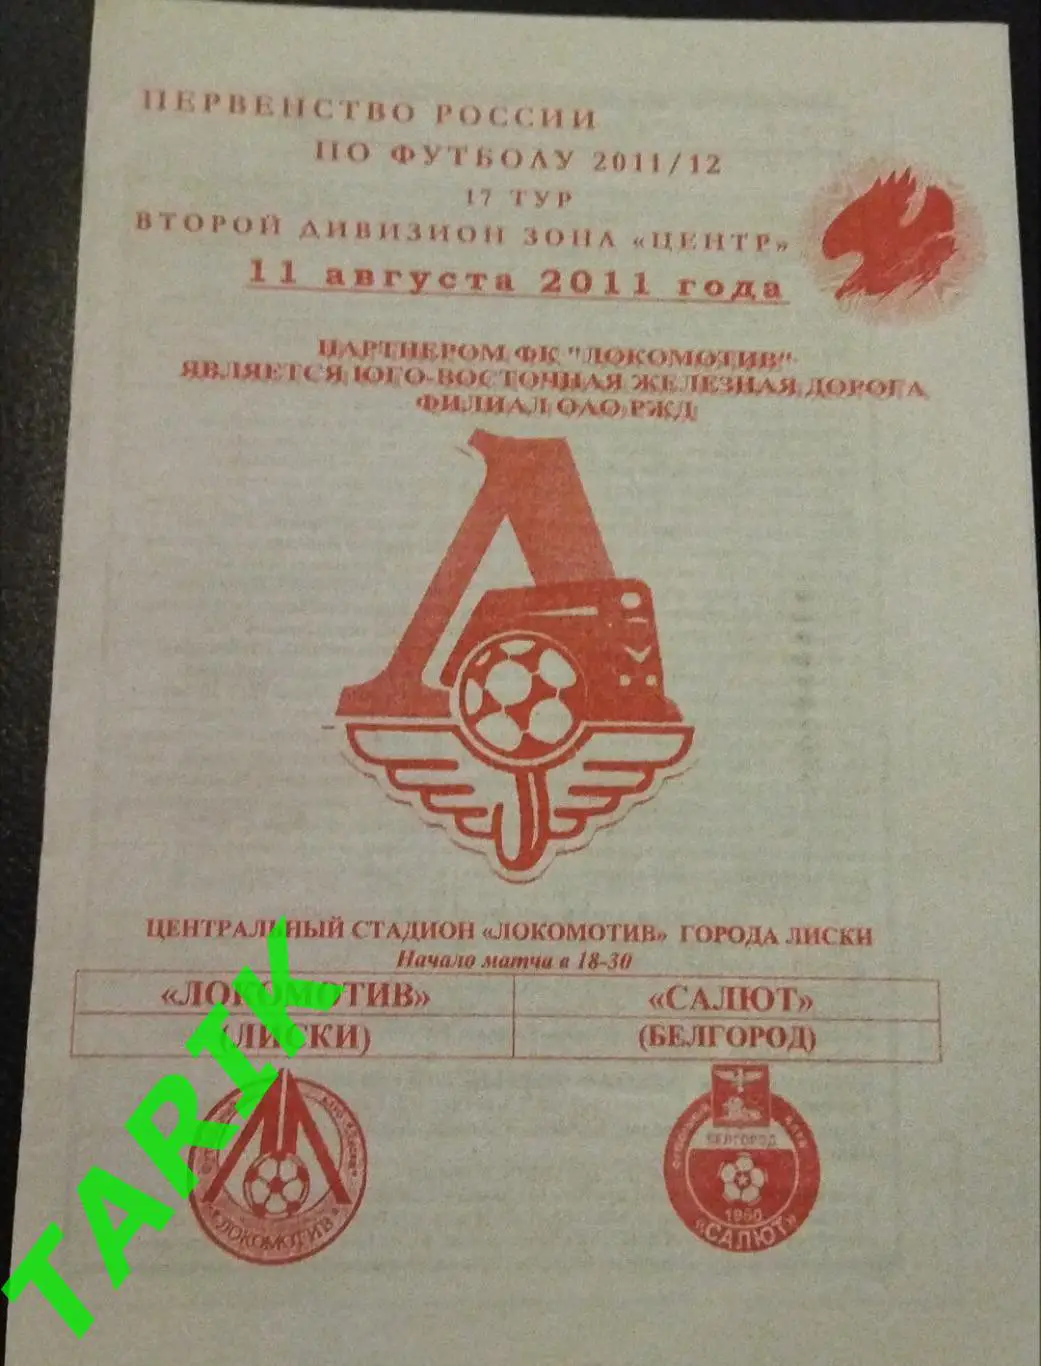 ПЕРВЕНСТВО РОССИИ
ПО ФУТБОЛУ 2011/12
17 ТУР
ВТОРОЙ ДИВИЗИОН ЗОНА «ЦЕНТР»
11 августа 2011 года
ПАРТНЕРОМ ФК "ЛОКОМОТИВ"
ЯВЛЯЕТСЯ ЮГО-ВОСТОЧНАЯ ЖЕЛЕЗНАЯ ДОРОГА
ФИЛИАЛ ОАО РЖД
ЦЕНТРАЛЬНЫЙ СТАДИОН «ЛОКОМОТИВ» ГОРОДА ЛИСКИ
Начало матча в 18-30
«ЛОКОМОТИВ» «САЛЮТ»
(ЛИСКИ) (БЕЛГОРОД)
ЛОКОМОТИВ
ФУТБОЛЬНЫЙ КЛУБ
БЕЛГОРОД
1960
«САЛЮТ»
TARIK